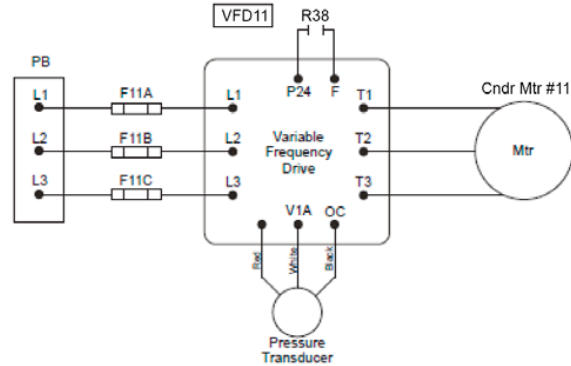 VFD11
R38
PB
P24 F
L1 F11A L1 T1 Cndr Mtr #11
L2 F11B L2 Variable Frequency Drive T2 Mtr
L3 F11C L3 T3
V1A OC
Red White Black
Pressure
Transducer